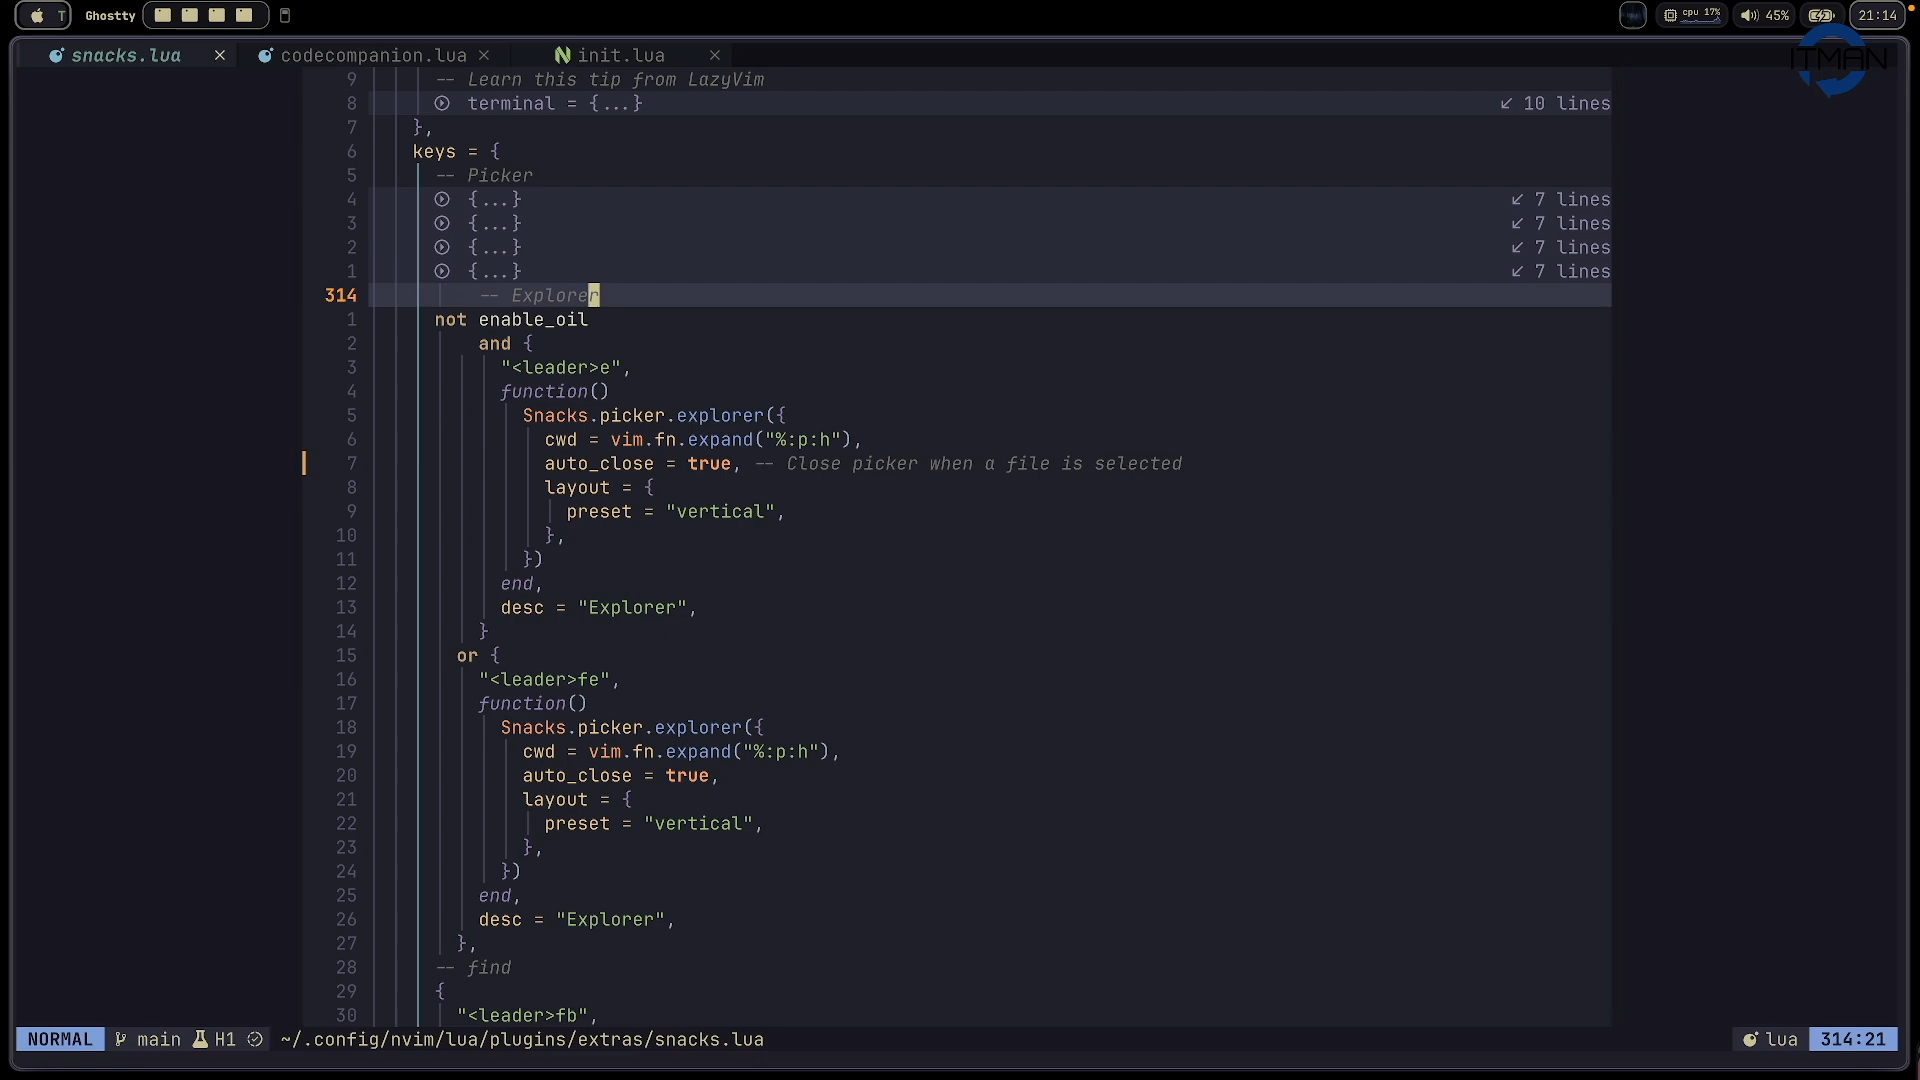 T Ghostty cpu 17% 45% 21:14
snacks.lua × codecompanion.lua × init.lua ×
ITMAN
9 -- Learn this tip from LazyVim
8 terminal = {...} ↙ 10 lines
7 },
6 keys = {
5 -- Picker
4 {...} ↙ 7 lines
3 {...} ↙ 7 lines
2 {...} ↙ 7 lines
1 {...} ↙ 7 lines
314 -- Explorer
1 not enable_oil
2 and {
3 "<leader>e",
4 function()
5 Snacks.picker.explorer({
6 cwd = vim.fn.expand("%:p:h"),
7 auto_close = true, -- Close picker when a file is selected
8 layout = {
9 preset = "vertical",
10 },
11 })
12 end,
13 desc = "Explorer",
14 }
15 or {
16 "<leader>fe",
17 function()
18 Snacks.picker.explorer({
19 cwd = vim.fn.expand("%:p:h"),
20 auto_close = true,
21 layout = {
22 preset = "vertical",
23 },
24 })
25 end,
26 desc = "Explorer",
27 },
28 -- find
29 {
30 "<leader>fb",
NORMAL main H1 ~/.config/nvim/lua/plugins/extras/snacks.lua lua 314:21